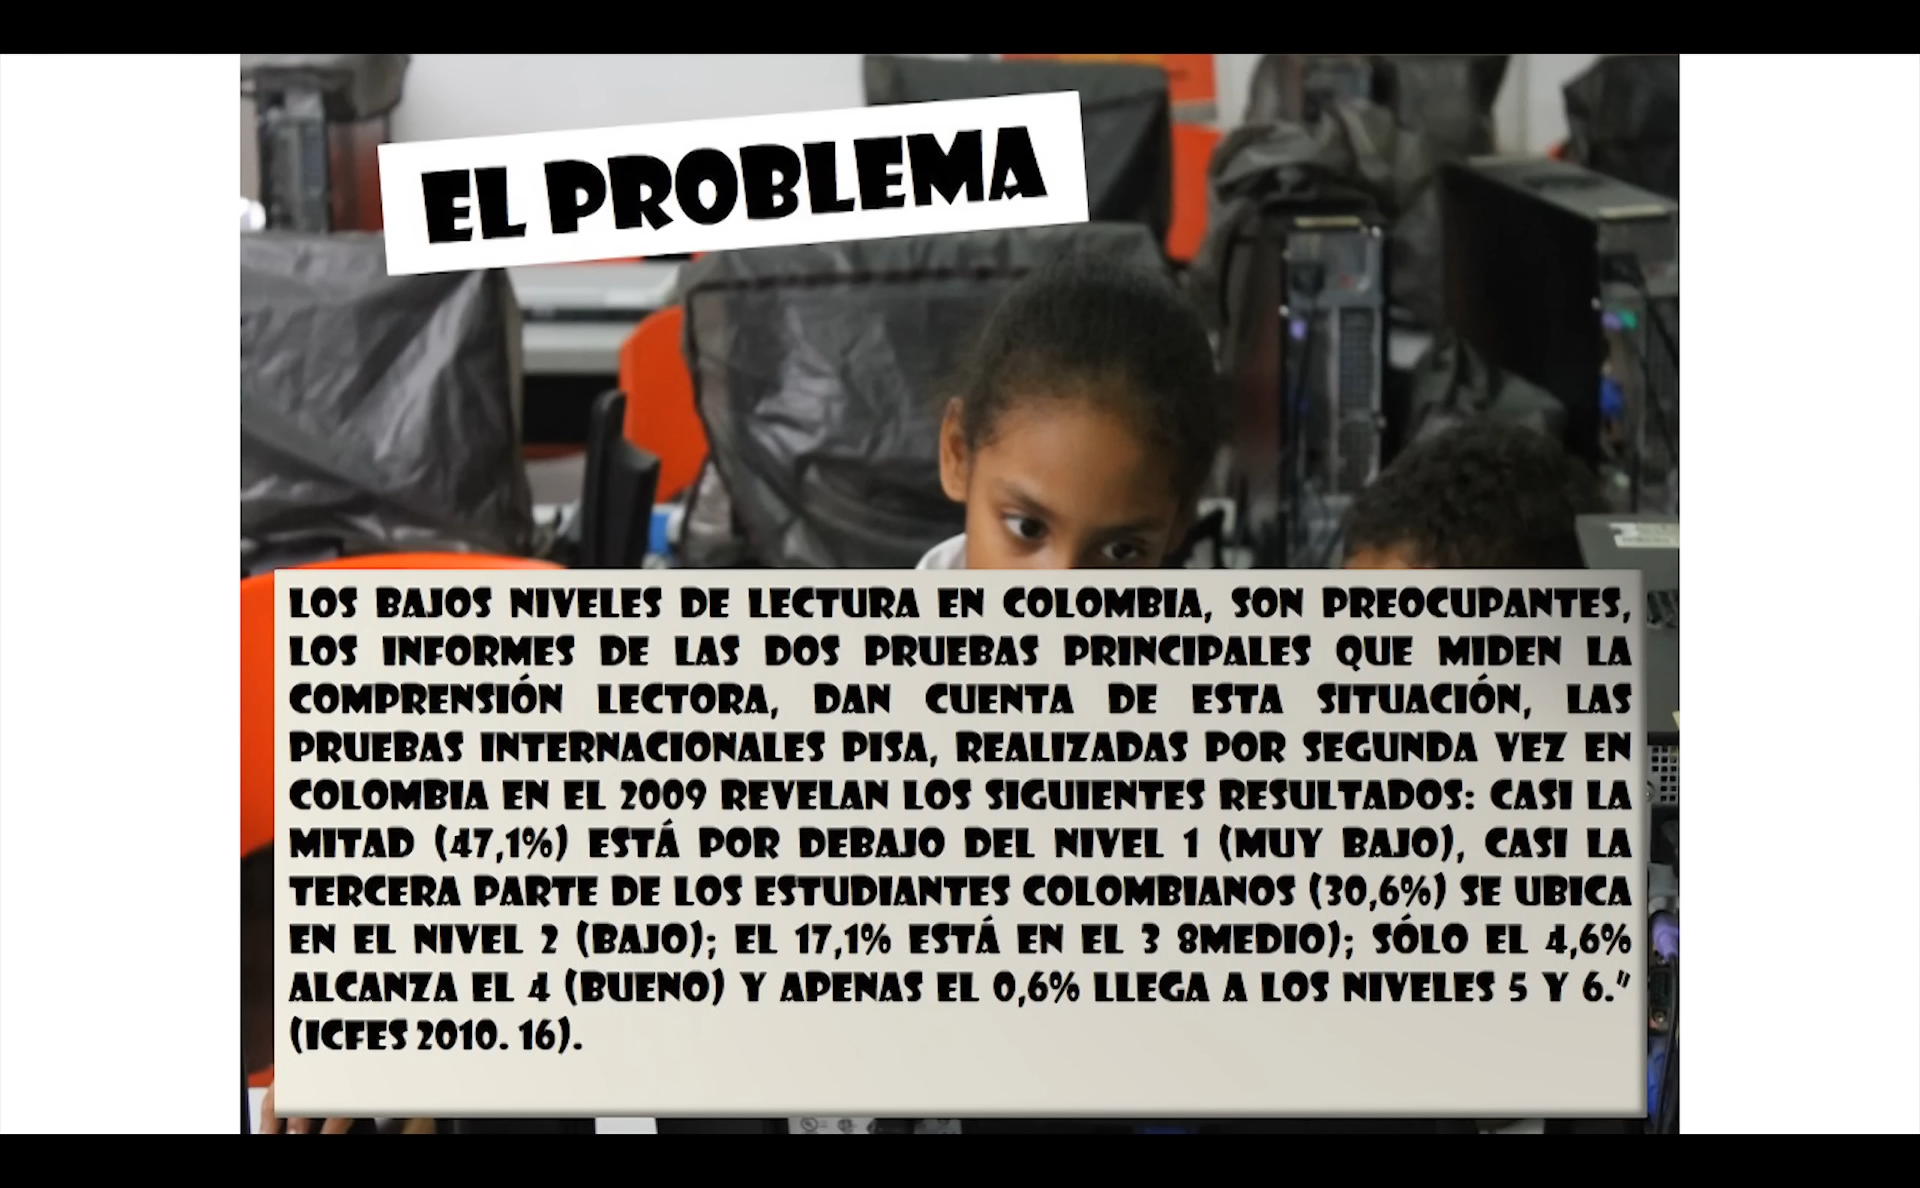 EL PROBLEMA
LOS BAJOS NIVELES DE LECTURA EN COLOMBIA, SON PREOCUPANTES,
LOS INFORMES DE LAS DOS PRUEBAS PRINCIPALES QUE MIDEN LA
COMPRENSIÓN LECTORA, DAN CUENTA DE ESTA SITUACIÓN, LAS
PRUEBAS INTERNACIONALES PISA, REALIZADAS POR SEGUNDA VEZ EN
COLOMBIA EN EL 2009 REVELAN LOS SIGUIENTES RESULTADOS: CASI LA
MITAD (47,1%) ESTÁ POR DEBAJO DEL NIVEL 1 (MUY BAJO), CASI LA
TERCERA PARTE DE LOS ESTUDIANTES COLOMBIANOS (30,6%) SE UBICA
EN EL NIVEL 2 (BAJO); EL 17,1% ESTÁ EN EL 3 8MEDIO); SÓLO EL 4,6%
ALCANZA EL 4 (BUENO) Y APENAS EL 0,6% LLEGA A LOS NIVELES 5 Y 6."
(ICFES 2010. 16).